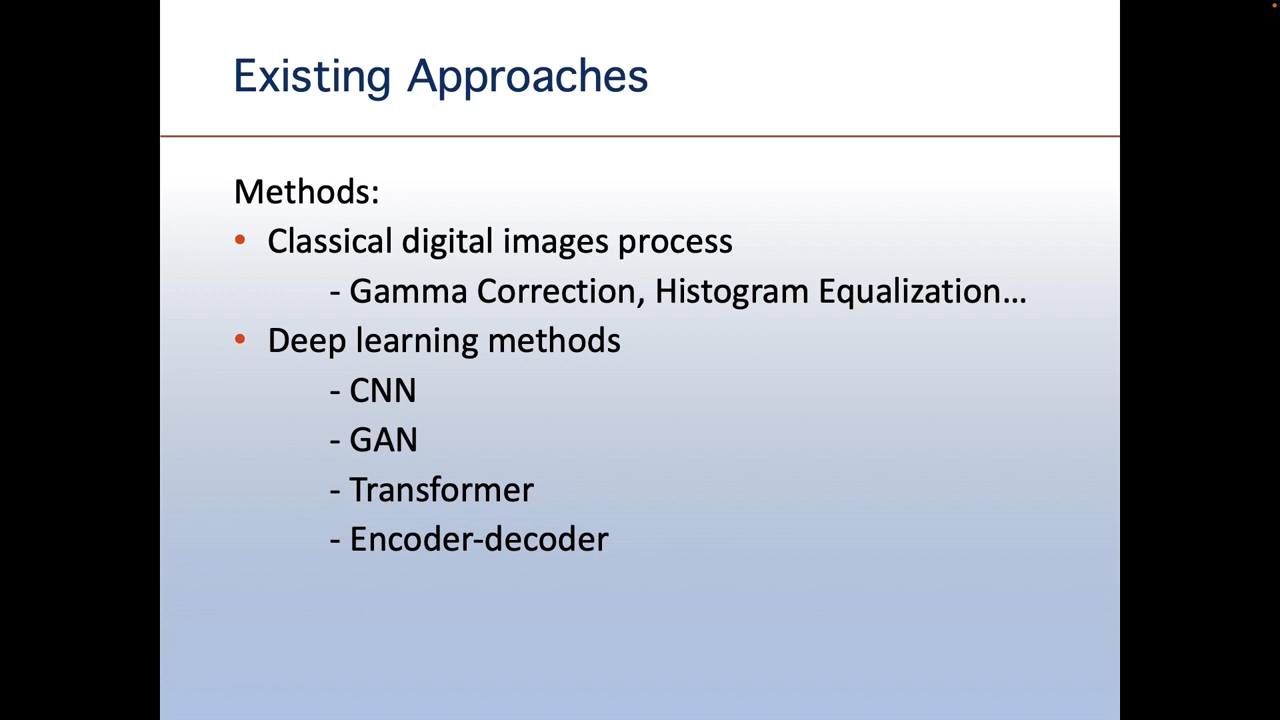 Existing Approaches
Methods:
• Classical digital images process
- Gamma Correction, Histogram Equalization...
• Deep learning methods
- CNN
- GAN
- Transformer
- Encoder-decoder